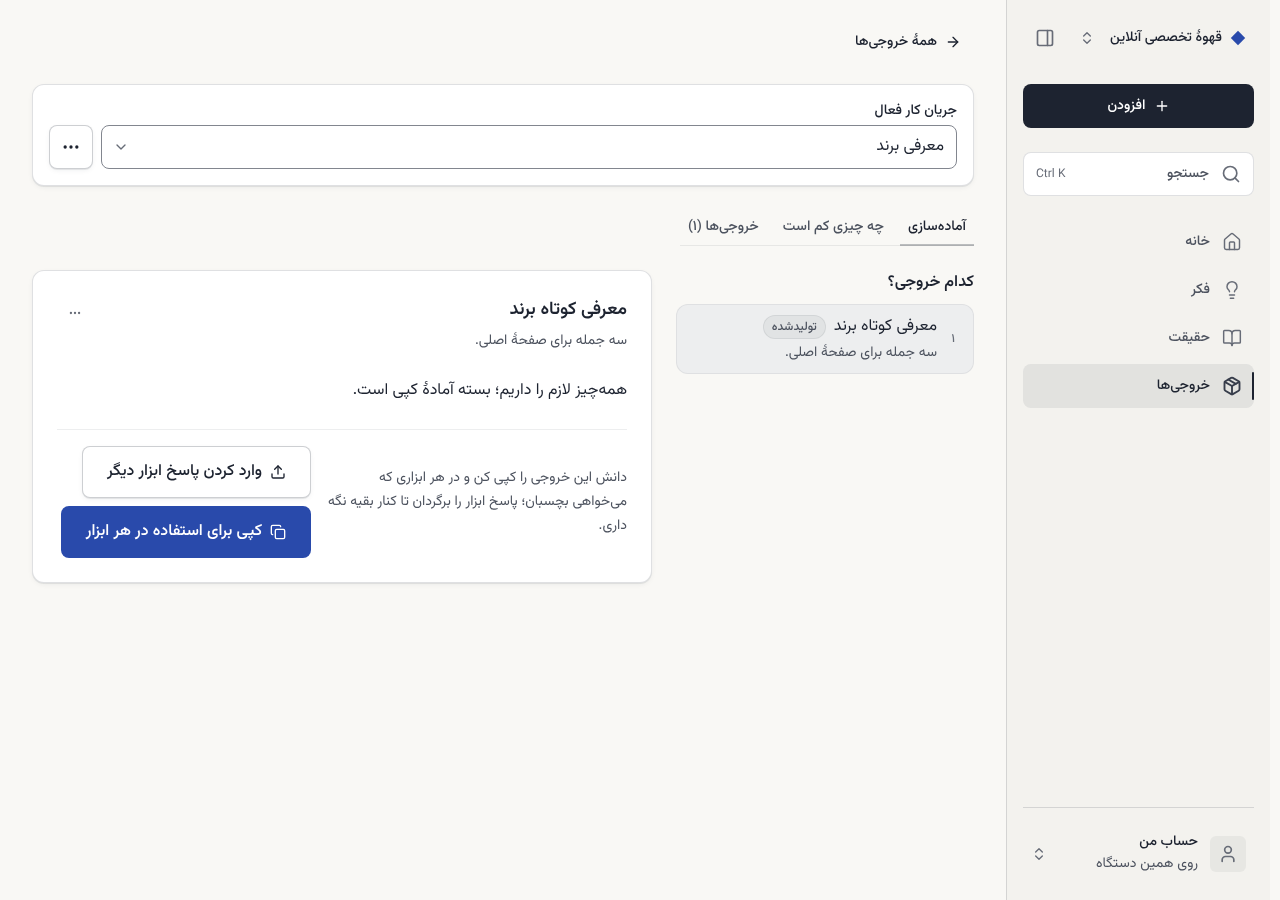 قهوهٔ تخصصی آنلاین
افزودن
جستجو
Ctrl K
خانه
فکر
حقیقت
خروجی‌ها
حساب من
روی همین دستگاه
همهٔ خروجی‌ها
جریان کار فعال
معرفی برند
آماده‌سازی
چه چیزی کم است
خروجی‌ها (۱)
کدام خروجی؟
۱
معرفی کوتاه برند
تولیدشده
سه جمله برای صفحهٔ اصلی.
معرفی کوتاه برند
سه جمله برای صفحهٔ اصلی.
همه‌چیز لازم را داریم؛ بسته آمادهٔ کپی است.
دانش این خروجی را کپی کن و در هر ابزاری که
می‌خواهی بچسبان؛ پاسخ ابزار را برگردان تا کنار بقیه نگه
داری.
وارد کردن پاسخ ابزار دیگر
کپی برای استفاده در هر ابزار